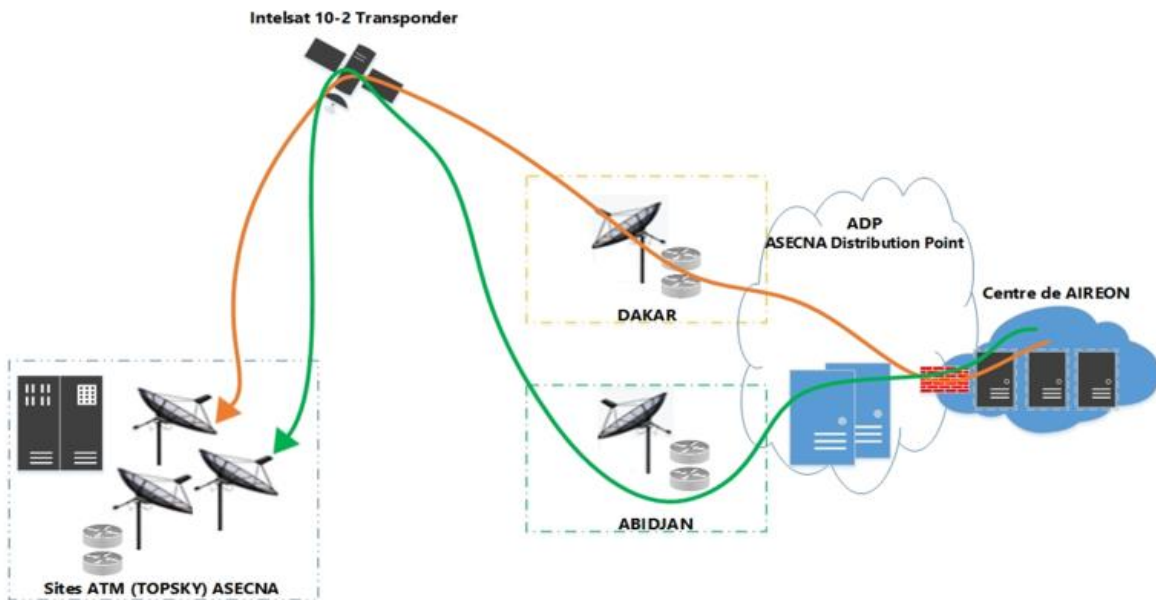 Intelsat 10-2 Transponder
ADP
ASECNA Distribution Point
Centre de AIREON
DAKAR
ABIDJAN
Sites ATM (TOPSKY) ASECNA